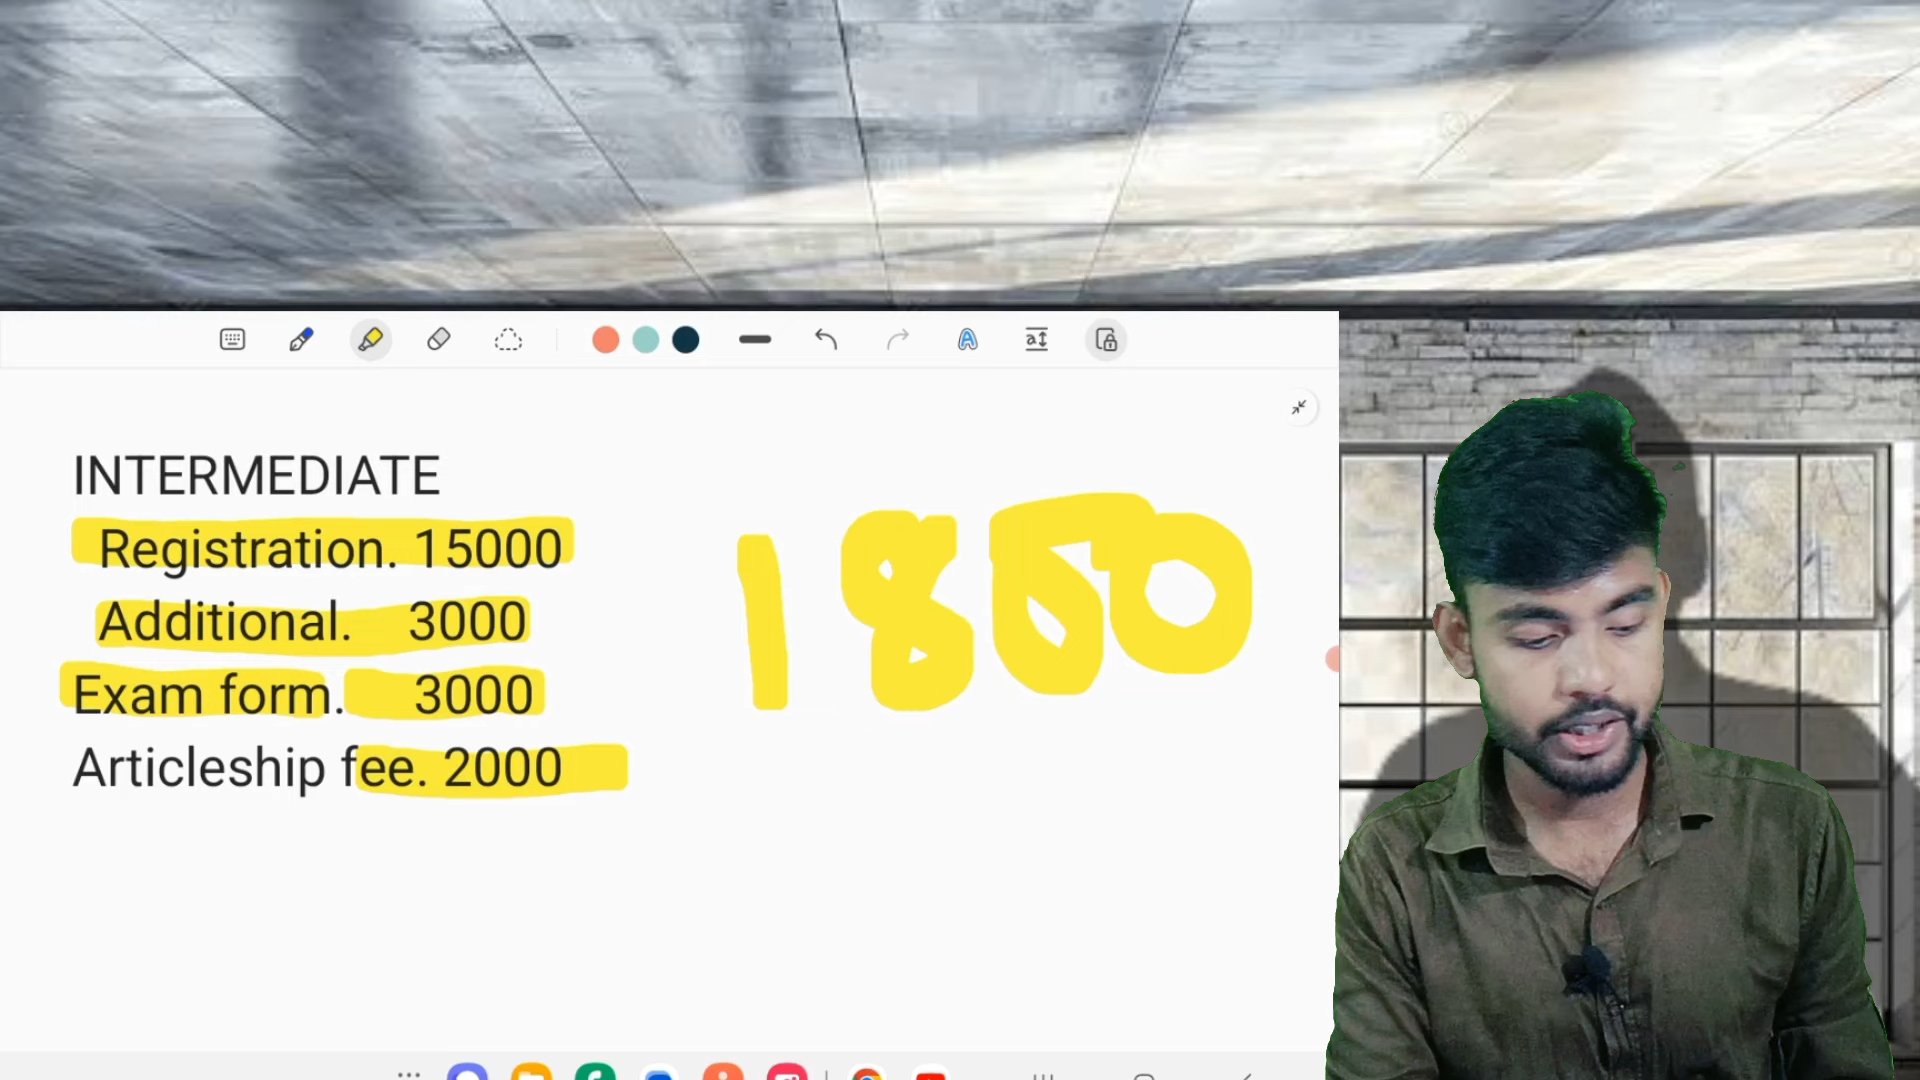 INTERMEDIATE
Registration. 15000
Additional. 3000
Exam form. 3000
Articleship fee. 2000
1800